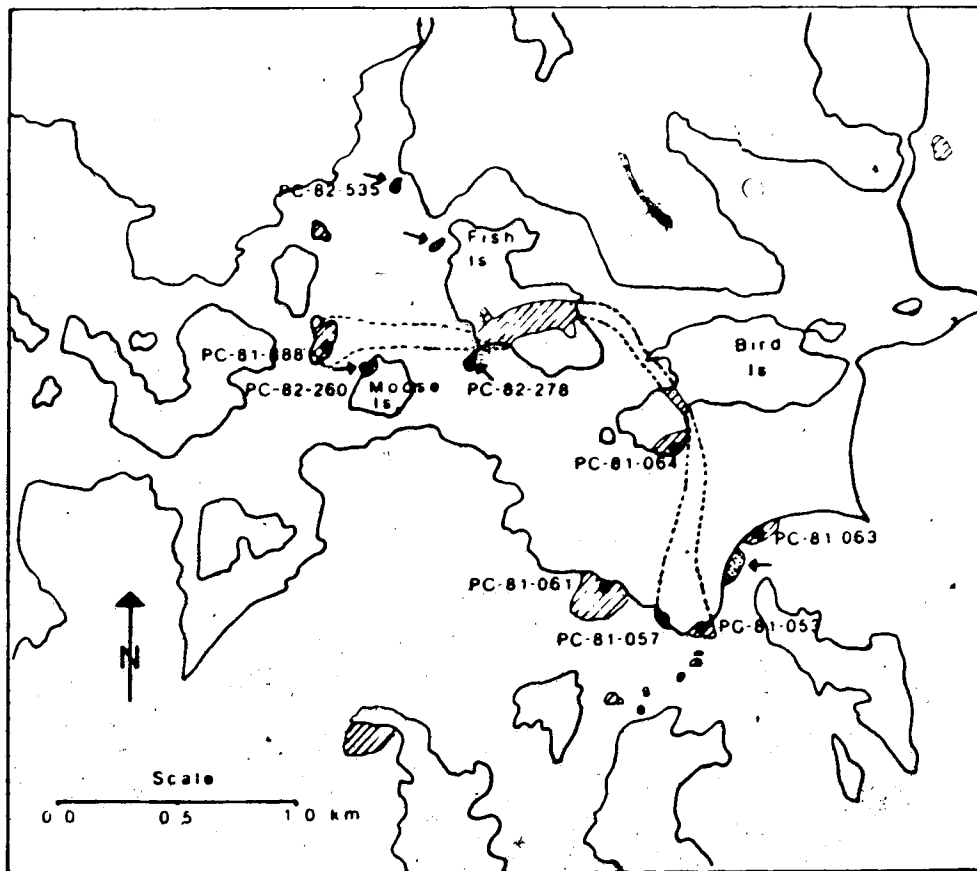 PC-82-535
Fish
Is
Bird
Is
PC-81-888
PC-82-260
Moose
Is
PC-82-278
PC-81-064
PC-81-063
PC-81-061
PC-81-057
PC-81-053
N
Scale
0 0
0.5
1 0 km